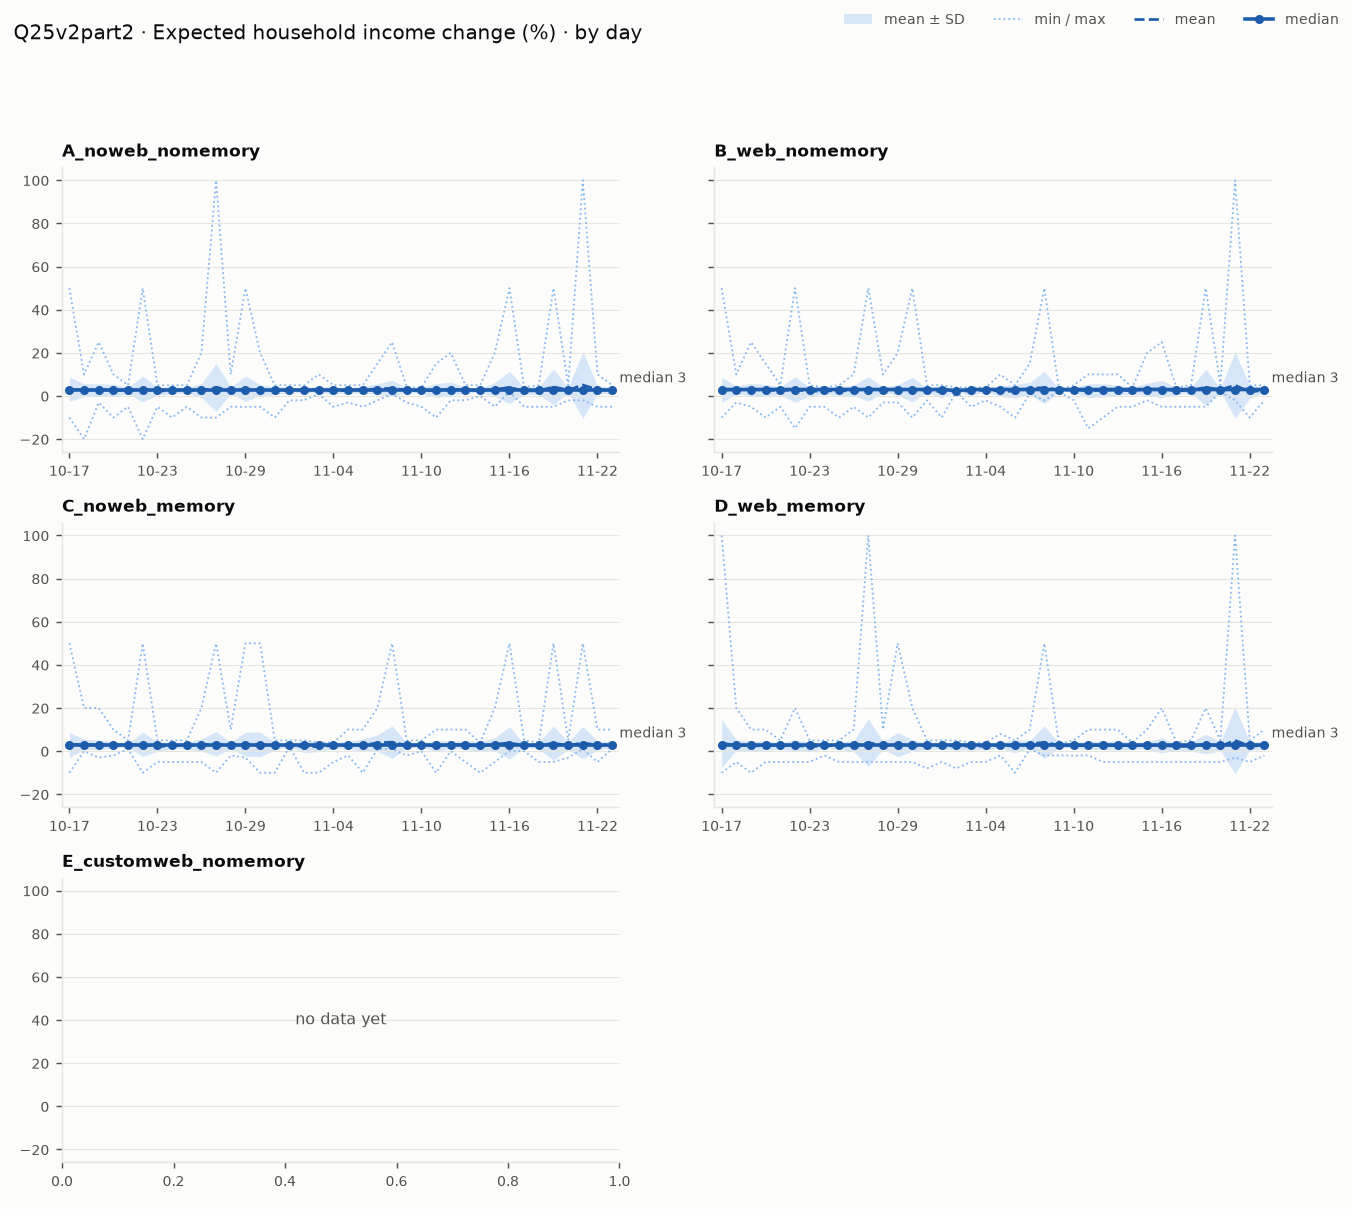 mean ± SD min / max mean median
Q25v2part2 · Expected household income change (%) · by day
A_noweb_nomemory
100
80
60
40
20
0
−20
median 3
10-17 10-23 10-29 11-04 11-10 11-16 11-22
B_web_nomemory
median 3
10-17 10-23 10-29 11-04 11-10 11-16 11-22
C_noweb_memory
100
80
60
40
20
0
−20
median 3
10-17 10-23 10-29 11-04 11-10 11-16 11-22
D_web_memory
median 3
10-17 10-23 10-29 11-04 11-10 11-16 11-22
E_customweb_nomemory
100
80
60
40
20
0
−20
no data yet
0.0 0.2 0.4 0.6 0.8 1.0